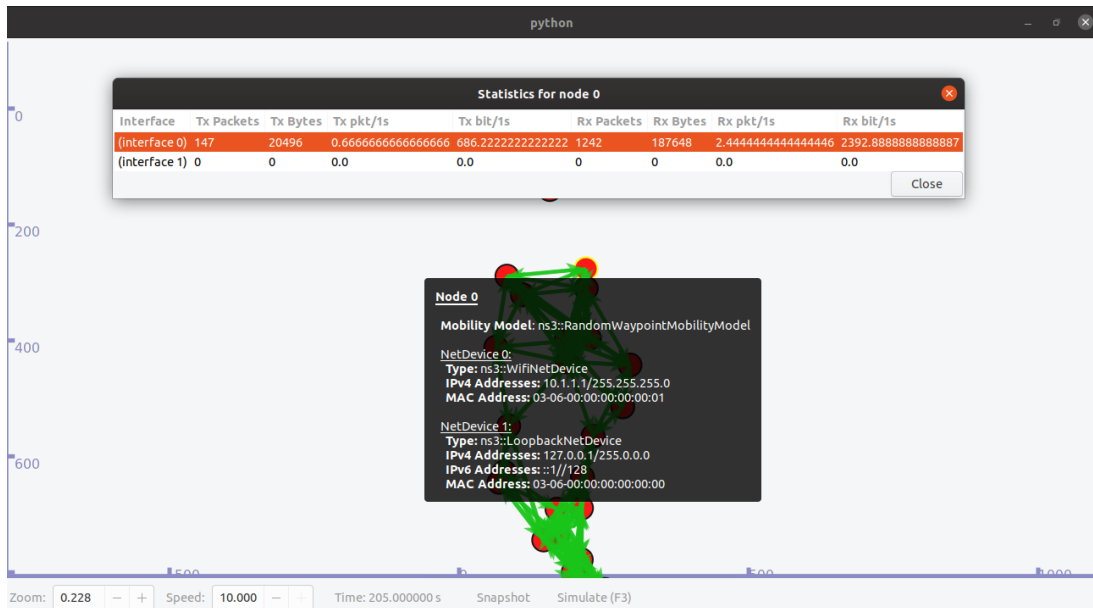 python
Statistics for node 0
Interface Tx Packets Tx Bytes Tx pkt/1s Tx bit/1s Rx Packets Rx Bytes Rx pkt/1s Rx bit/1s
(interface 0) 147 20496 0.6666666666666666 686.2222222222222 1242 187648 2.4444444444444446 2392.8888888888887
(interface 1) 0 0 0.0 0.0 0 0 0.0 0.0
Close
0
200
400
600
Node 0
Mobility Model: ns3::RandomWaypointMobilityModel
NetDevice 0:
Type: ns3::WifiNetDevice
IPv4 Addresses: 10.1.1.1/255.255.255.0
MAC Address: 03-06-00:00:00:00:00:01
NetDevice 1:
Type: ns3::LoopbackNetDevice
IPv4 Addresses: 127.0.0.1/255.0.0.0
IPv6 Addresses: ::1//128
MAC Address: 03-06-00:00:00:00:00:00
-500 0 500 1000
Zoom: 0.228 − + Speed: 10.000 − + Time: 205.000000 s Snapshot Simulate (F3)